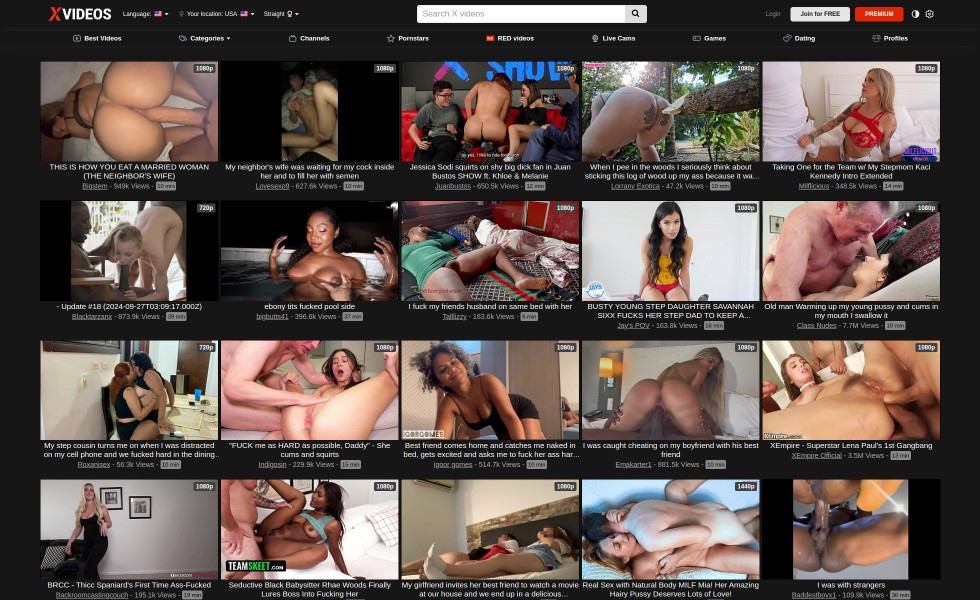 XVIDEOS
Language:
Your location: USA
Straight
Search X videos
Login
Join for FREE
PREMIUM
Best Videos
Categories
Channels
Pornstars
RED videos
Live Cams
Games
Dating
Profiles
1080p
THIS IS HOW YOU EAT A MARRIED WOMAN
(THE NEIGHBOR'S WIFE)
Bigstem - 949k Views - 10 min
1080p
My neighbor's wife was waiting for my cock inside
her and to fill her with semen
Lovesexo9 - 627.6k Views - 10 min
1080p
Jessica Sodi squirts on a fly big dick fan in Juan
Bustos SHOW ft. Khloe & Melanie
Juanbustos - 650.5k Views - 12 min
1080p
When I pee in the woods I seriously think about
sticking this log of wood up my ass because it wa...
Lorrany Exotica - 47.2k Views - 10 min
1080p
Taking One for the Team w/ My Stepmom Kaci
Kennedy Intro Extended
Milflicious - 348.5k Views - 14 min
720p
- Update #18 (2024-09-27T03:09:17.000Z)
Blacktarzanx - 873.9k Views - 39 min
1080p
ebony tits fucked pool side
bigbutts41 - 396.6k Views - 37 min
1080p
I fuck my friends husband on same bed with her
Tallizzy - 183.6k Views - 6 min
1080p
BUSTY YOUNG STEP DAUGHTER SAVANNAH
SIXX FUCKS HER STEP DAD TO KEEP A...
Jay's POV - 163.8k Views - 16 min
1080p
Old man Warming up my young pussy and cums in
my mouth I swallow it
Class Nudes - 7.7M Views - 10 min
720p
My step cousin turns me on when I was distracted
on my cell phone and we fucked hard in the dining..
Roxanisex - 56.3k Views - 10 min
1080p
"FUCK me as HARD as possible, Daddy" - She
cums and squirts
Indigosin - 229.9k Views - 15 min
1080p
IGORGOMES
Best friend comes home and catches me naked in
bed, gets excited and asks me to fuck her ass har...
Igoor gomes - 514.7k Views - 10 min
1080p
I was caught cheating on my boyfriend with his best
friend
Emakarter1 - 881.5k Views - 10 min
1080p
XEmpire - Superstar Lena Paul's 1st Gangbang
XEmpire Official - 3.5M Views - 13 min
1080p
BRCC - Thicc Spaniard's First Time Ass-Fucked
Backroomcastingcouch - 195.1k Views - 19 min
1080p
TEAMSKEET.COM
Seductive Black Babysitter Rhae Woods Finally
Lures Boss Into Fucking Her
1080p
My girlfriend invites her best friend to watch a movie
at our house and we end up in a delicious...
1440p
Real Sex with Natural Body MILF Mia! Her Amazing
Hairy Pussy Deserves Lots of Love!
I was with strangers
Baddestboyx1 - 909k Views - 30 min